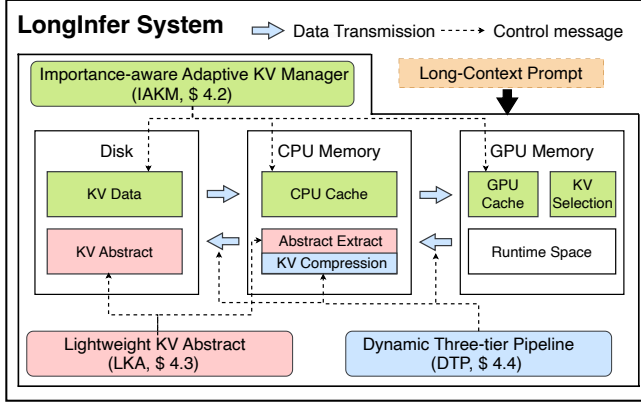 LongInfer System
Data Transmission
Control message
Importance-aware Adaptive KV Manager
(IAKM, $ 4.2)
Long-Context Prompt
Disk
CPU Memory
GPU Memory
KV Data
CPU Cache
GPU
Cache
KV
Selection
KV Abstract
Abstract Extract
KV Compression
Runtime Space
Lightweight KV Abstract
(LKA, $ 4.3)
Dynamic Three-tier Pipeline
(DTP, $ 4.4)